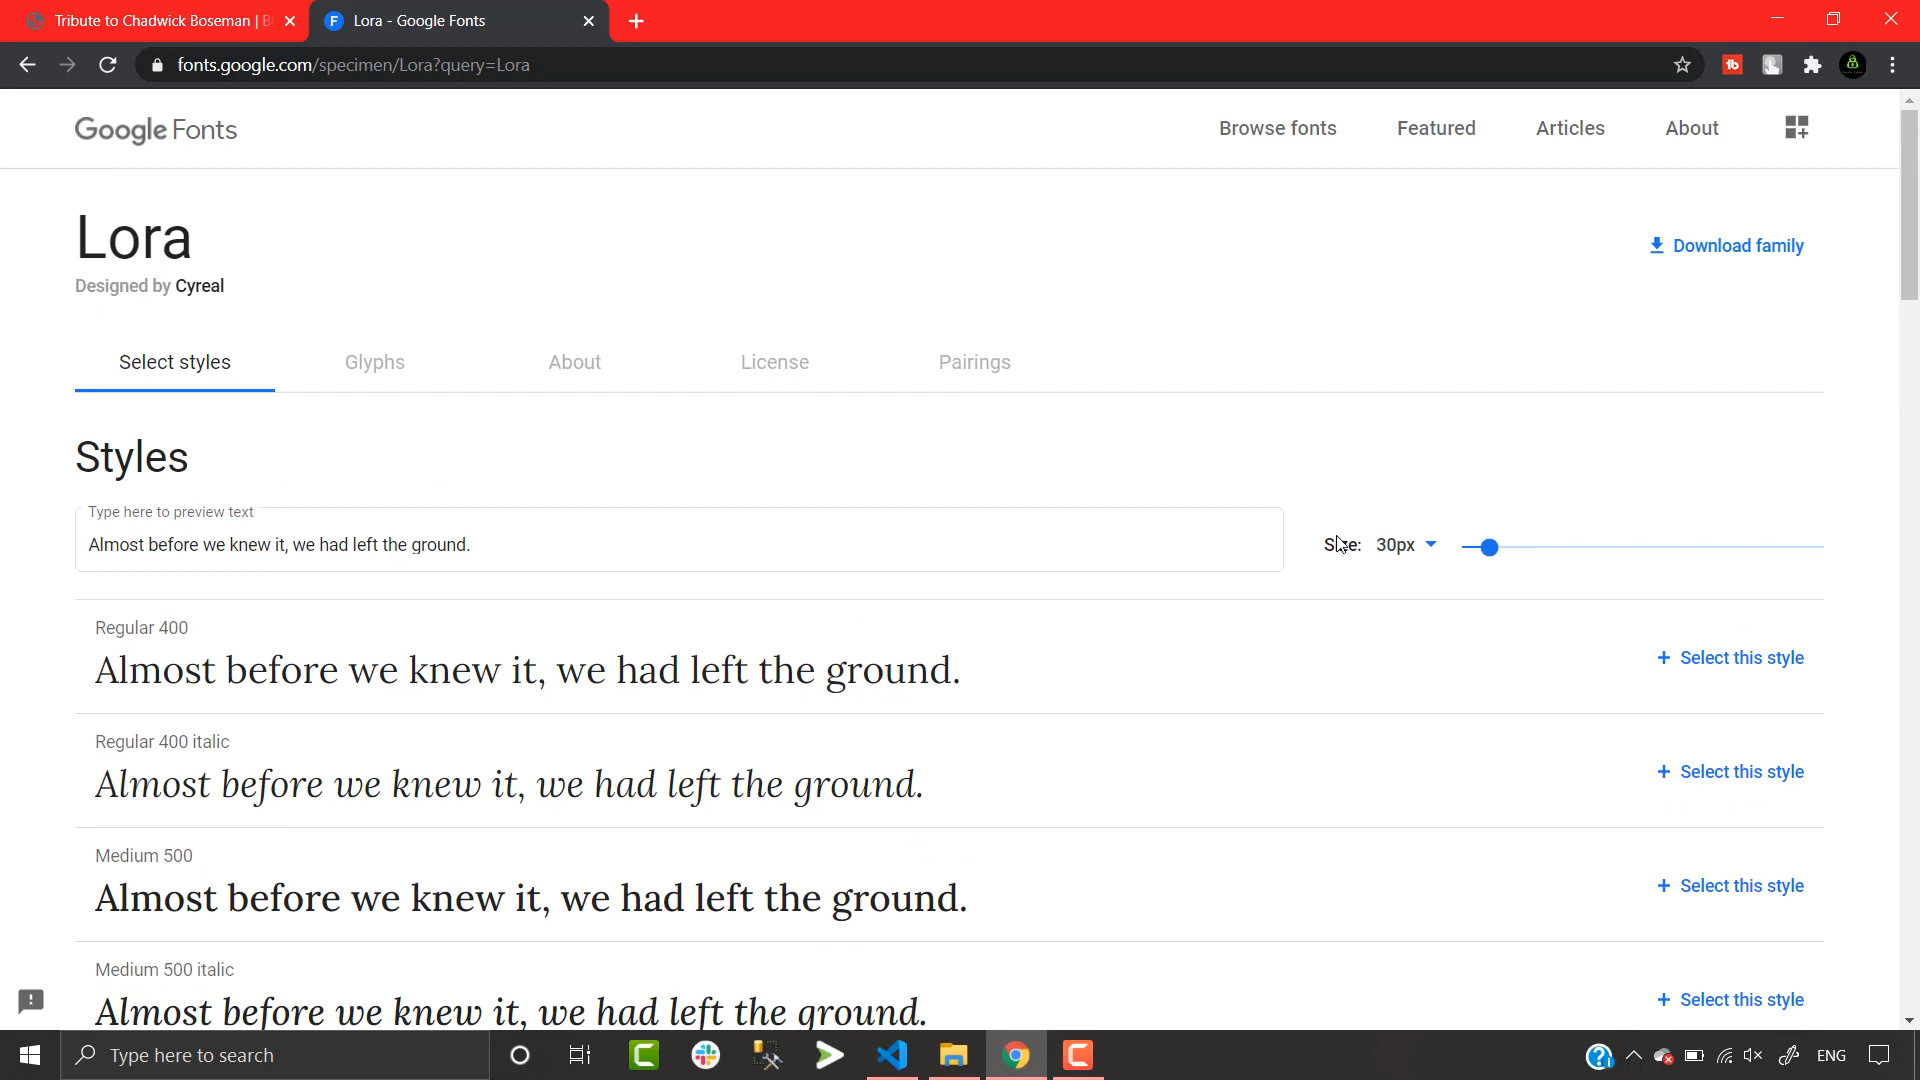 Tribute to Chadwick Boseman | B
Lora - Google Fonts
fonts.google.com/specimen/Lora?query=Lora
Google Fonts
Browse fonts
Featured
Articles
About
Lora
Download family
Designed by Cyreal
Select styles
Glyphs
About
License
Pairings
Styles
Type here to preview text
Almost before we knew it, we had left the ground.
Size: 30px
Regular 400
Almost before we knew it, we had left the ground.
+ Select this style
Regular 400 italic
Almost before we knew it, we had left the ground.
+ Select this style
Medium 500
Almost before we knew it, we had left the ground.
+ Select this style
Medium 500 italic
Almost before we knew it, we had left the ground.
+ Select this style
Type here to search
ENG